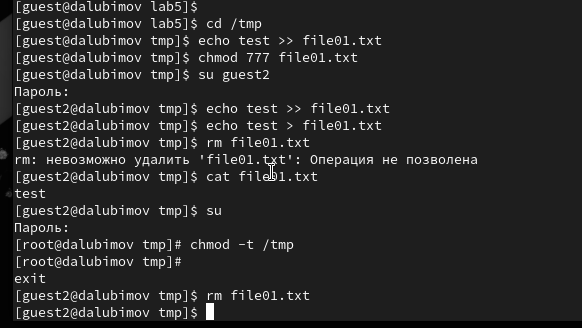 [guest@dalubimov lab5]$
[guest@dalubimov lab5]$ cd /tmp
[guest@dalubimov tmp]$ echo test >> file01.txt
[guest@dalubimov tmp]$ chmod 777 file01.txt
[guest@dalubimov tmp]$ su guest2
Пароль:
[guest2@dalubimov tmp]$ echo test >> file01.txt
[guest2@dalubimov tmp]$ echo test > file01.txt
[guest2@dalubimov tmp]$ rm file01.txt
rm: невозможно удалить 'file01.txt': Операция не позволена
[guest2@dalubimov tmp]$ cat file01.txt
test
[guest2@dalubimov tmp]$ su
Пароль:
[root@dalubimov tmp]# chmod -t /tmp
[root@dalubimov tmp]#
exit
[guest2@dalubimov tmp]$ rm file01.txt
[guest2@dalubimov tmp]$